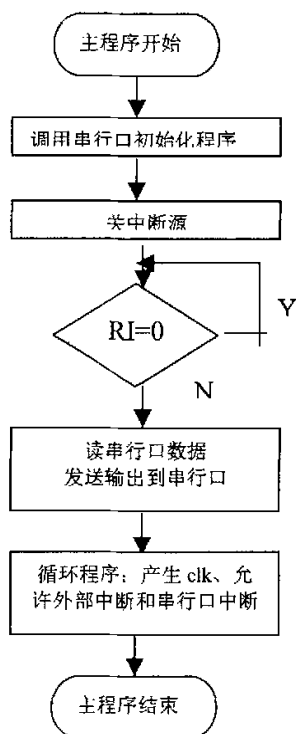 主程序开始
调用串行口初始化程序
关中断源
RI=0
Y
N
读串行口数据
发送输出到串行口
循环程序：产生 clk、允
许外部中断和串行口中断
主程序结束